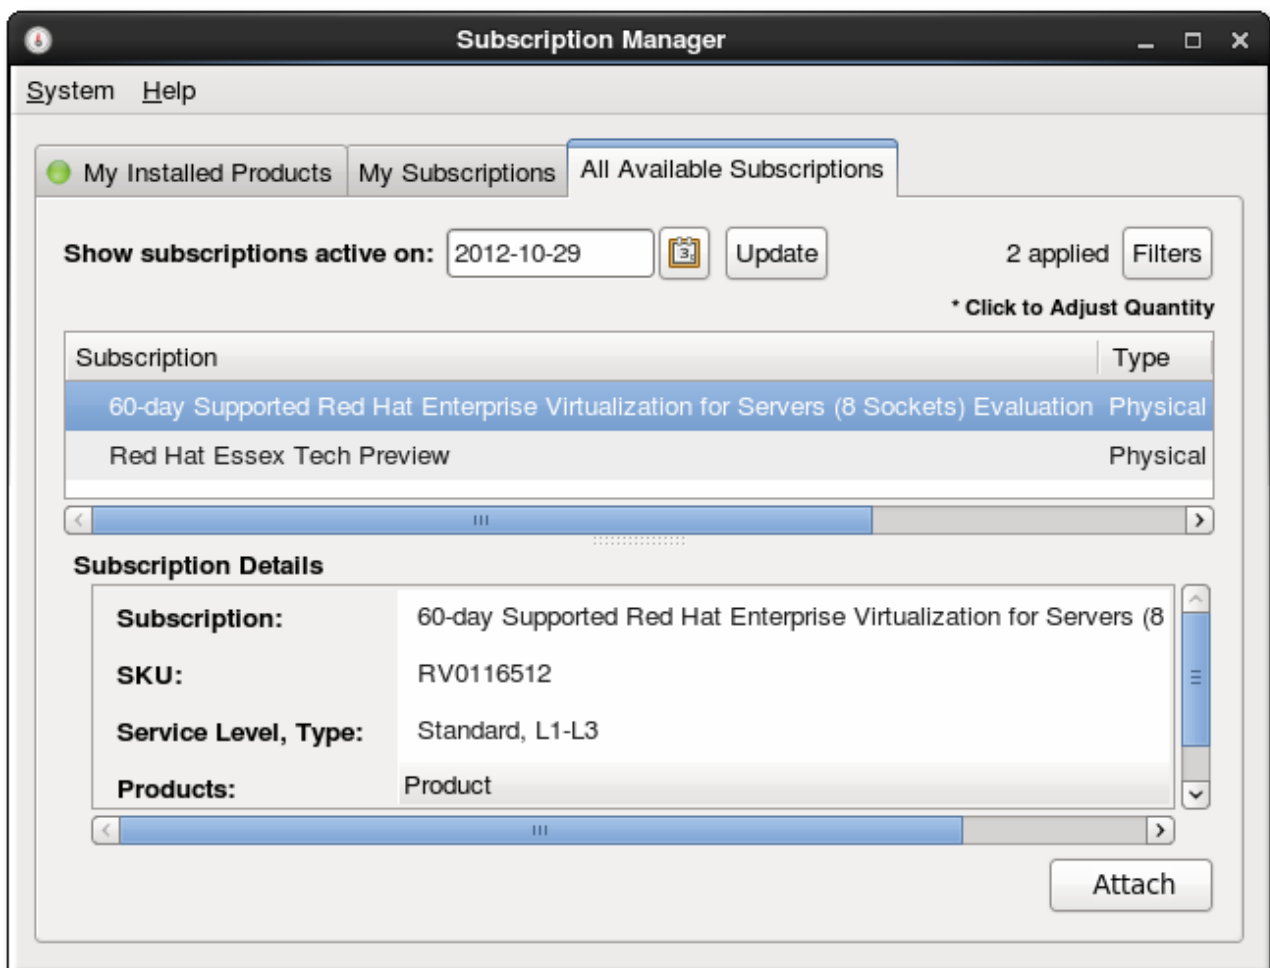 Subscription Manager
System Help
My Installed Products My Subscriptions All Available Subscriptions
Show subscriptions active on: 2012-10-29 Update 2 applied Filters
* Click to Adjust Quantity
Subscription Type
60-day Supported Red Hat Enterprise Virtualization for Servers (8 Sockets) Evaluation Physical
Red Hat Essex Tech Preview Physical
Subscription Details
Subscription: 60-day Supported Red Hat Enterprise Virtualization for Servers (8
SKU: RV0116512
Service Level, Type: Standard, L1-L3
Products: Product
Attach